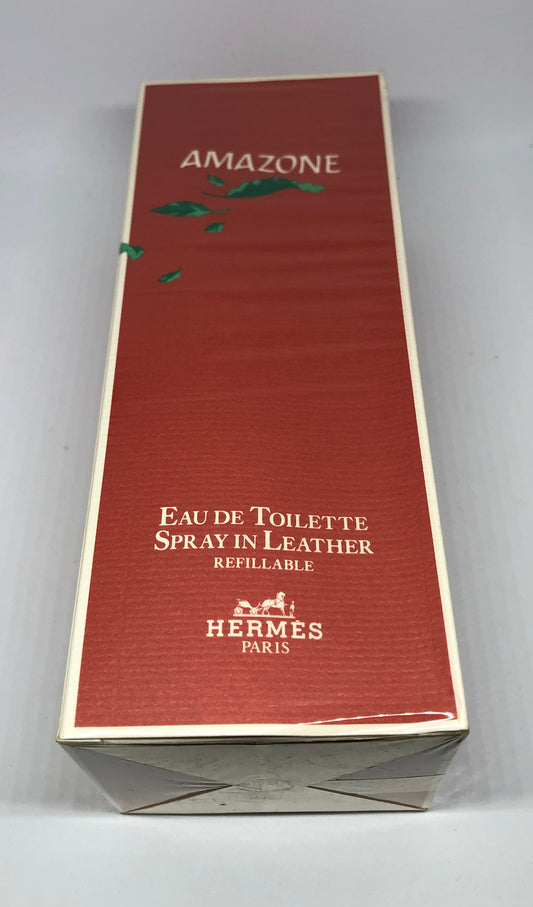 AMAZONE
EAU DE TOILETTE
SPRAY IN LEATHER
REFILLABLE
HERMÈS
PARIS